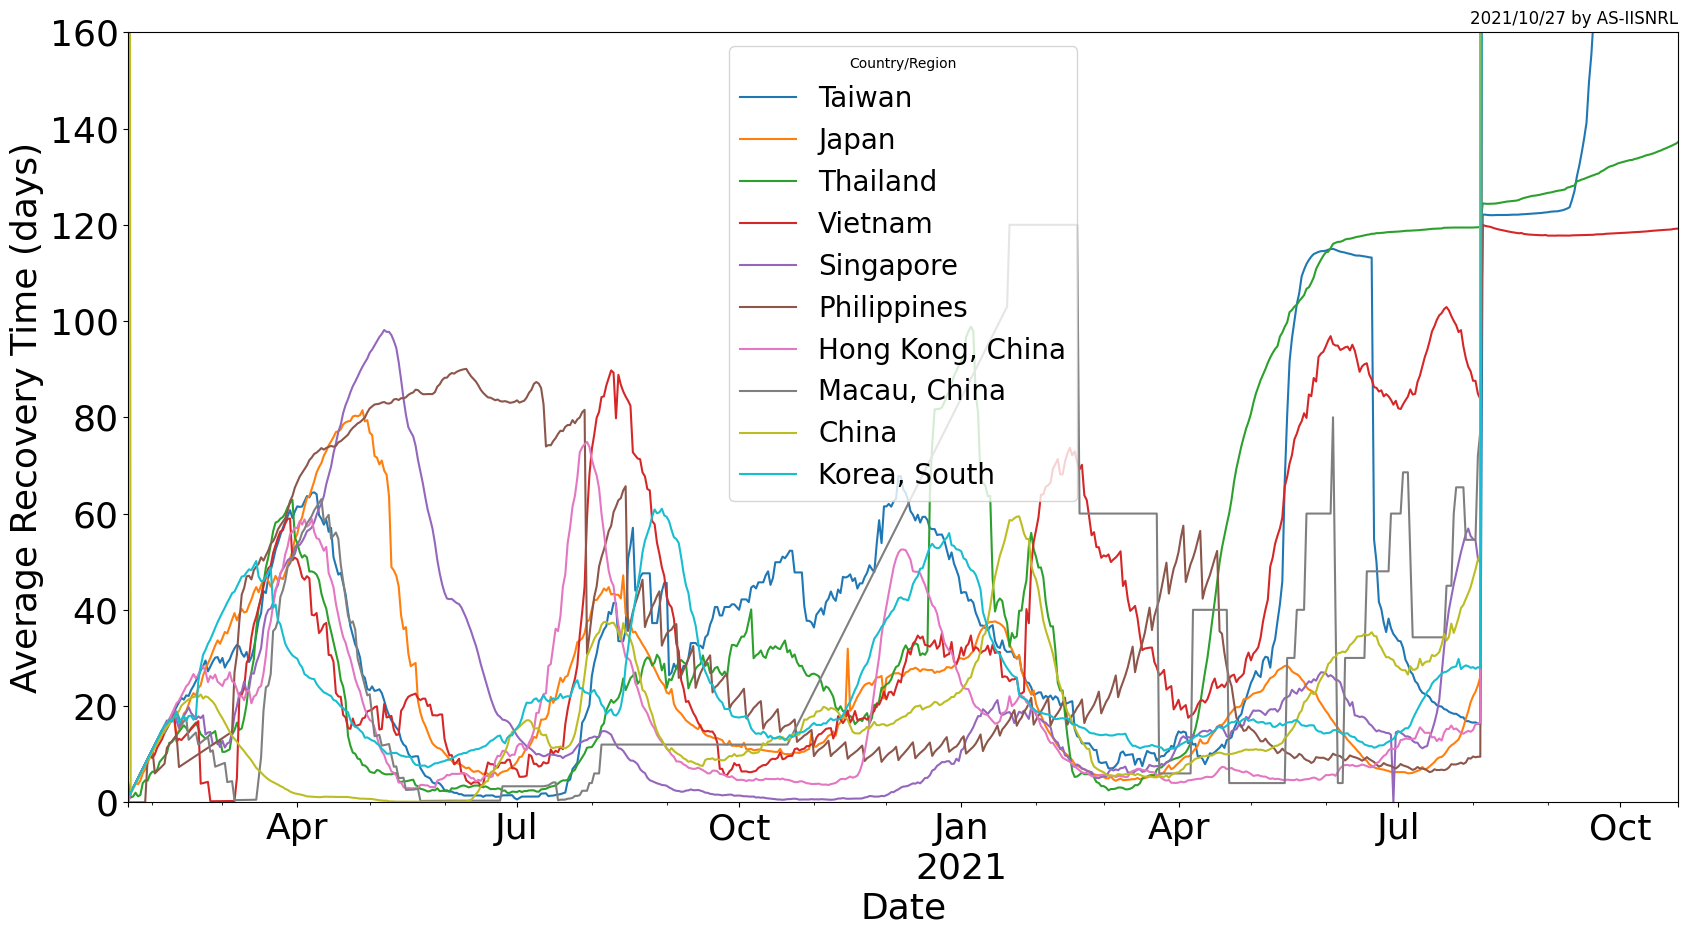 2021/10/27 by AS-IISNRL
Average Recovery Time (days)
160
140
120
100
80
60
40
20
0
Country/Region
Taiwan
Japan
Thailand
Vietnam
Singapore
Philippines
Hong Kong, China
Macau, China
China
Korea, South
Apr Jul Oct Jan Apr Jul Oct
2021
Date